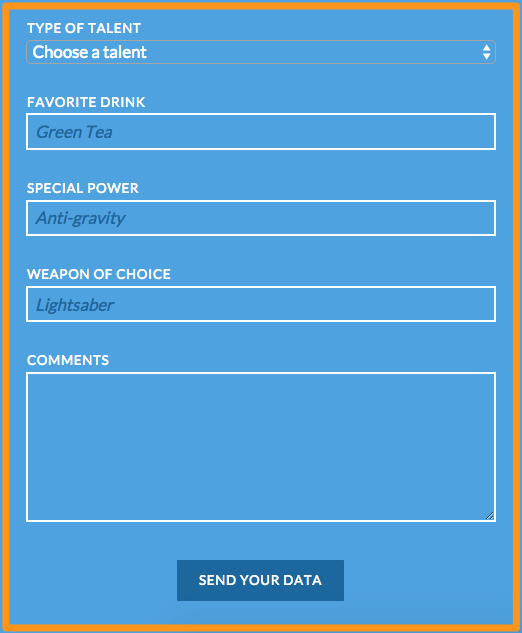 TYPE OF TALENT
Choose a talent
FAVORITE DRINK
Green Tea
SPECIAL POWER
Anti-gravity
WEAPON OF CHOICE
Lightsaber
COMMENTS
SEND YOUR DATA